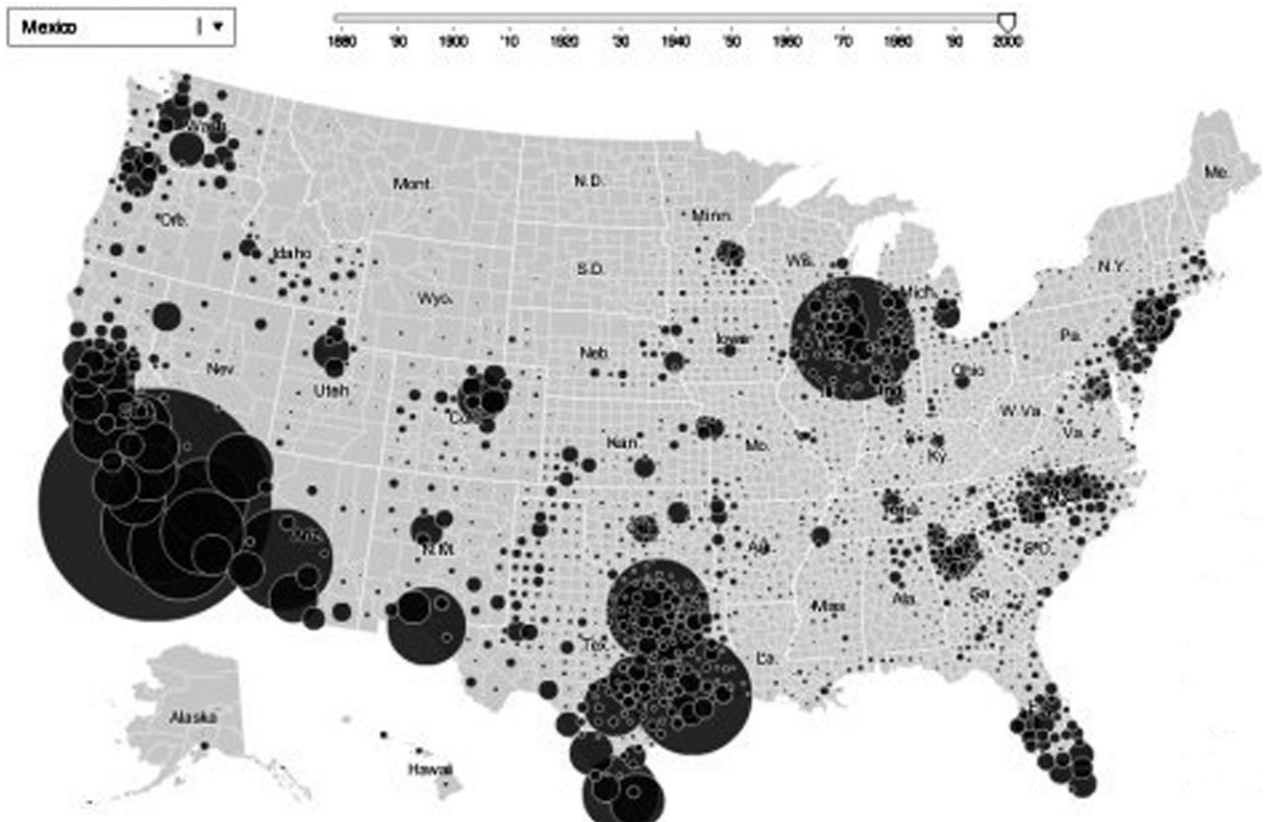 Mexico
1880 '90 1900 '10 1920 '30 1940 '50 1960 '70 1980 '90 2000
Wash.
Me.
N.D.
Mont.
Minn.
Ore.
Idaho
Wis.
N.Y.
S.D.
Mich.
Wyo.
Pa.
Iowa
Neb.
Nev.
Ohio
Utah
Ind.
W.Va.
Va.
Kan.
Mo.
Ky.
Tenn.
Ariz.
N.M.
Ark.
S.C.
Ga.
Ala.
Miss.
Tex.
La.
Alaska
Hawaii